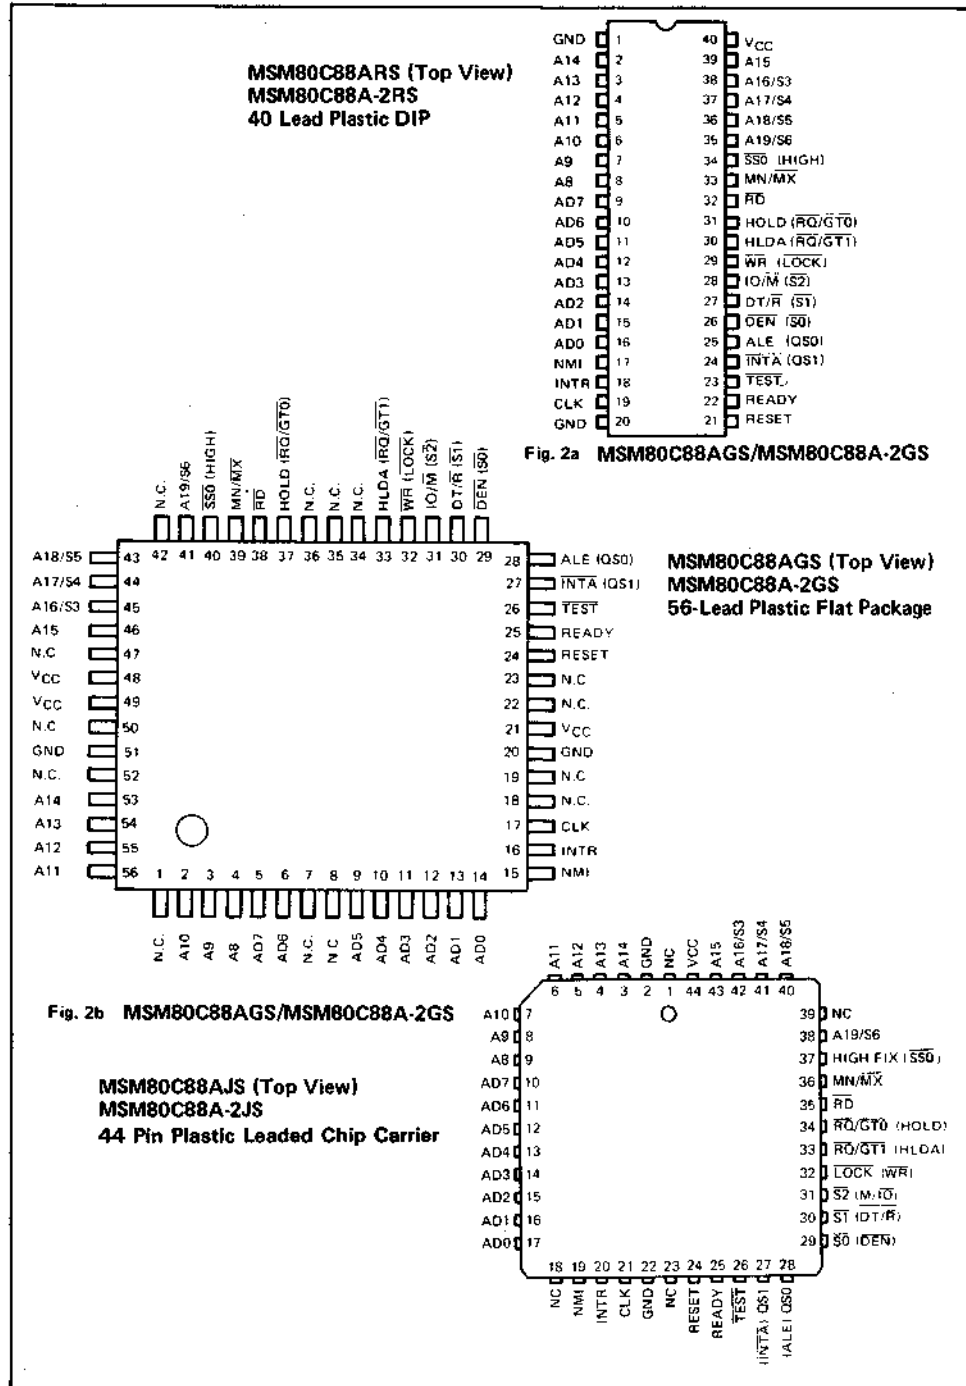 MSM80C88ARS (Top View)
MSM80C88A-2RS
40 Lead Plastic DIP
GND 1 40 VCC
A14 2 39 A15
A13 3 38 A16/S3
A12 4 37 A17/S4
A11 5 36 A18/S5
A10 6 35 A19/S6
A9 7 34 SS0 (HIGH)
A8 8 33 MN/MX
AD7 9 32 RD
AD6 10 31 HOLD (RQ/GT0)
AD5 11 30 HLDA (RQ/GT1)
AD4 12 29 WR (LOCK)
AD3 13 28 IO/M (S2)
AD2 14 27 DT/R (S1)
AD1 15 26 DEN (S0)
AD0 16 25 ALE (QS0)
NMI 17 24 INTA (QS1)
INTR 18 23 TEST
CLK 19 22 READY
GND 20 21 RESET
Fig. 2a MSM80C88AGS/MSM80C88A-2GS
N.C. A19/S6 SS0 (HIGH) MN/MX RD HOLD (RQ/GT0) N.C. N.C. N.C. HLDA (RQ/GT1) WR (LOCK) IO/M (S2) DT/R (S1) DEN (S0)
42 41 40 39 38 37 36 35 34 33 32 31 30 29
A18/S5 43 28 ALE (QS0)
A17/S4 44 27 INTA (QS1)
A16/S3 45 26 TEST
A15 46 25 READY
N.C 47 24 RESET
VCC 48 23 N.C
VCC 49 22 N.C.
N.C 50 21 VCC
GND 51 20 GND
N.C. 52 19 N.C
A14 53 18 N.C.
A13 54 17 CLK
A12 55 16 INTR
A11 56 15 NMI
1 2 3 4 5 6 7 8 9 10 11 12 13 14
N.C. A10 A9 A8 AD7 AD6 N.C. N.C AD5 AD4 AD3 AD2 AD1 AD0
MSM80C88AGS (Top View)
MSM80C88A-2GS
56-Lead Plastic Flat Package
Fig. 2b MSM80C88AGS/MSM80C88A-2GS
MSM80C88AJS (Top View)
MSM80C88A-2JS
44 Pin Plastic Leaded Chip Carrier
A11 A12 A13 A14 GND NC VCC A15 A16/S3 A17/S4 A18/S5
6 5 4 3 2 1 44 43 42 41 40
A10 7 39 NC
A9 8 38 A19/S6
A8 9 37 HIGH FIX (SS0)
AD7 10 36 MN/MX
AD6 11 35 RD
AD5 12 34 RQ/GT0 (HOLD)
AD4 13 33 RQ/GT1 (HLDA)
AD3 14 32 LOCK (WR)
AD2 15 31 S2 (M/IO)
AD1 16 30 S1 (DT/R)
AD0 17 29 S0 (DEN)
18 19 20 21 22 23 24 25 26 27 28
NC NMI INTR CLK GND NC RESET READY TEST (INTA) QS1 (ALE) QS0